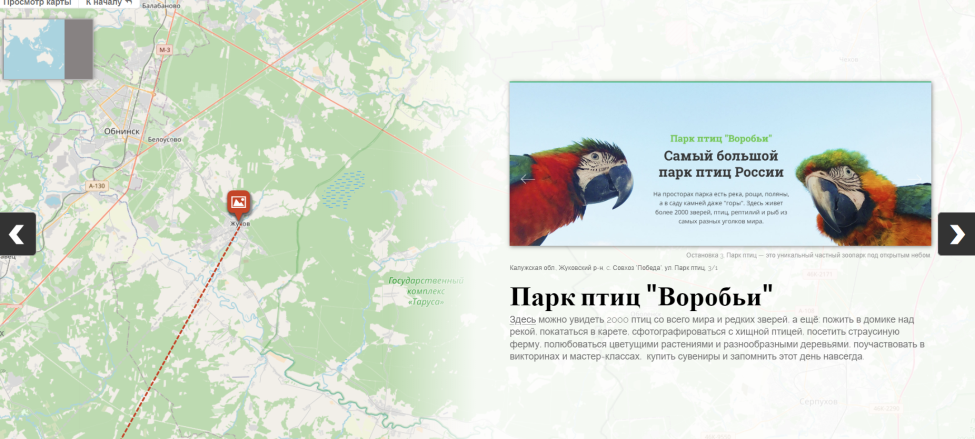 Просмотр карты
К началу
Балабаново
М-3
Обнинск
Белоусово
А-130
Жуков
Государственный
комплекс
«Таруса»
Парк птиц "Воробьи"
Самый большой
парк птиц России
На просторах парка есть река, рощи, поляны,
а в саду камней даже "горы". Здесь живет
более 2000 зверей, птиц, рептилий и рыб из
самых разных уголков мира.
Остановка 3. Парк птиц — это уникальный частный зоопарк под открытым небом
Калужская обл. Жуковский р-н. с. Совхоз "Победа" ул. Парк птиц. 3/1
Парк птиц "Воробьи"
Здесь можно увидеть 2000 птиц со всего мира и редких зверей. а ещё: пожить в домике над
рекой. покататься в карете. сфотографироваться с хищной птицей. посетить страусиную
ферму. полюбоваться цветущими растениями и разнообразными деревьями. поучаствовать в
викторинах и мастер-классах. купить сувениры и запомнить этот день навсегда.
Серпухов